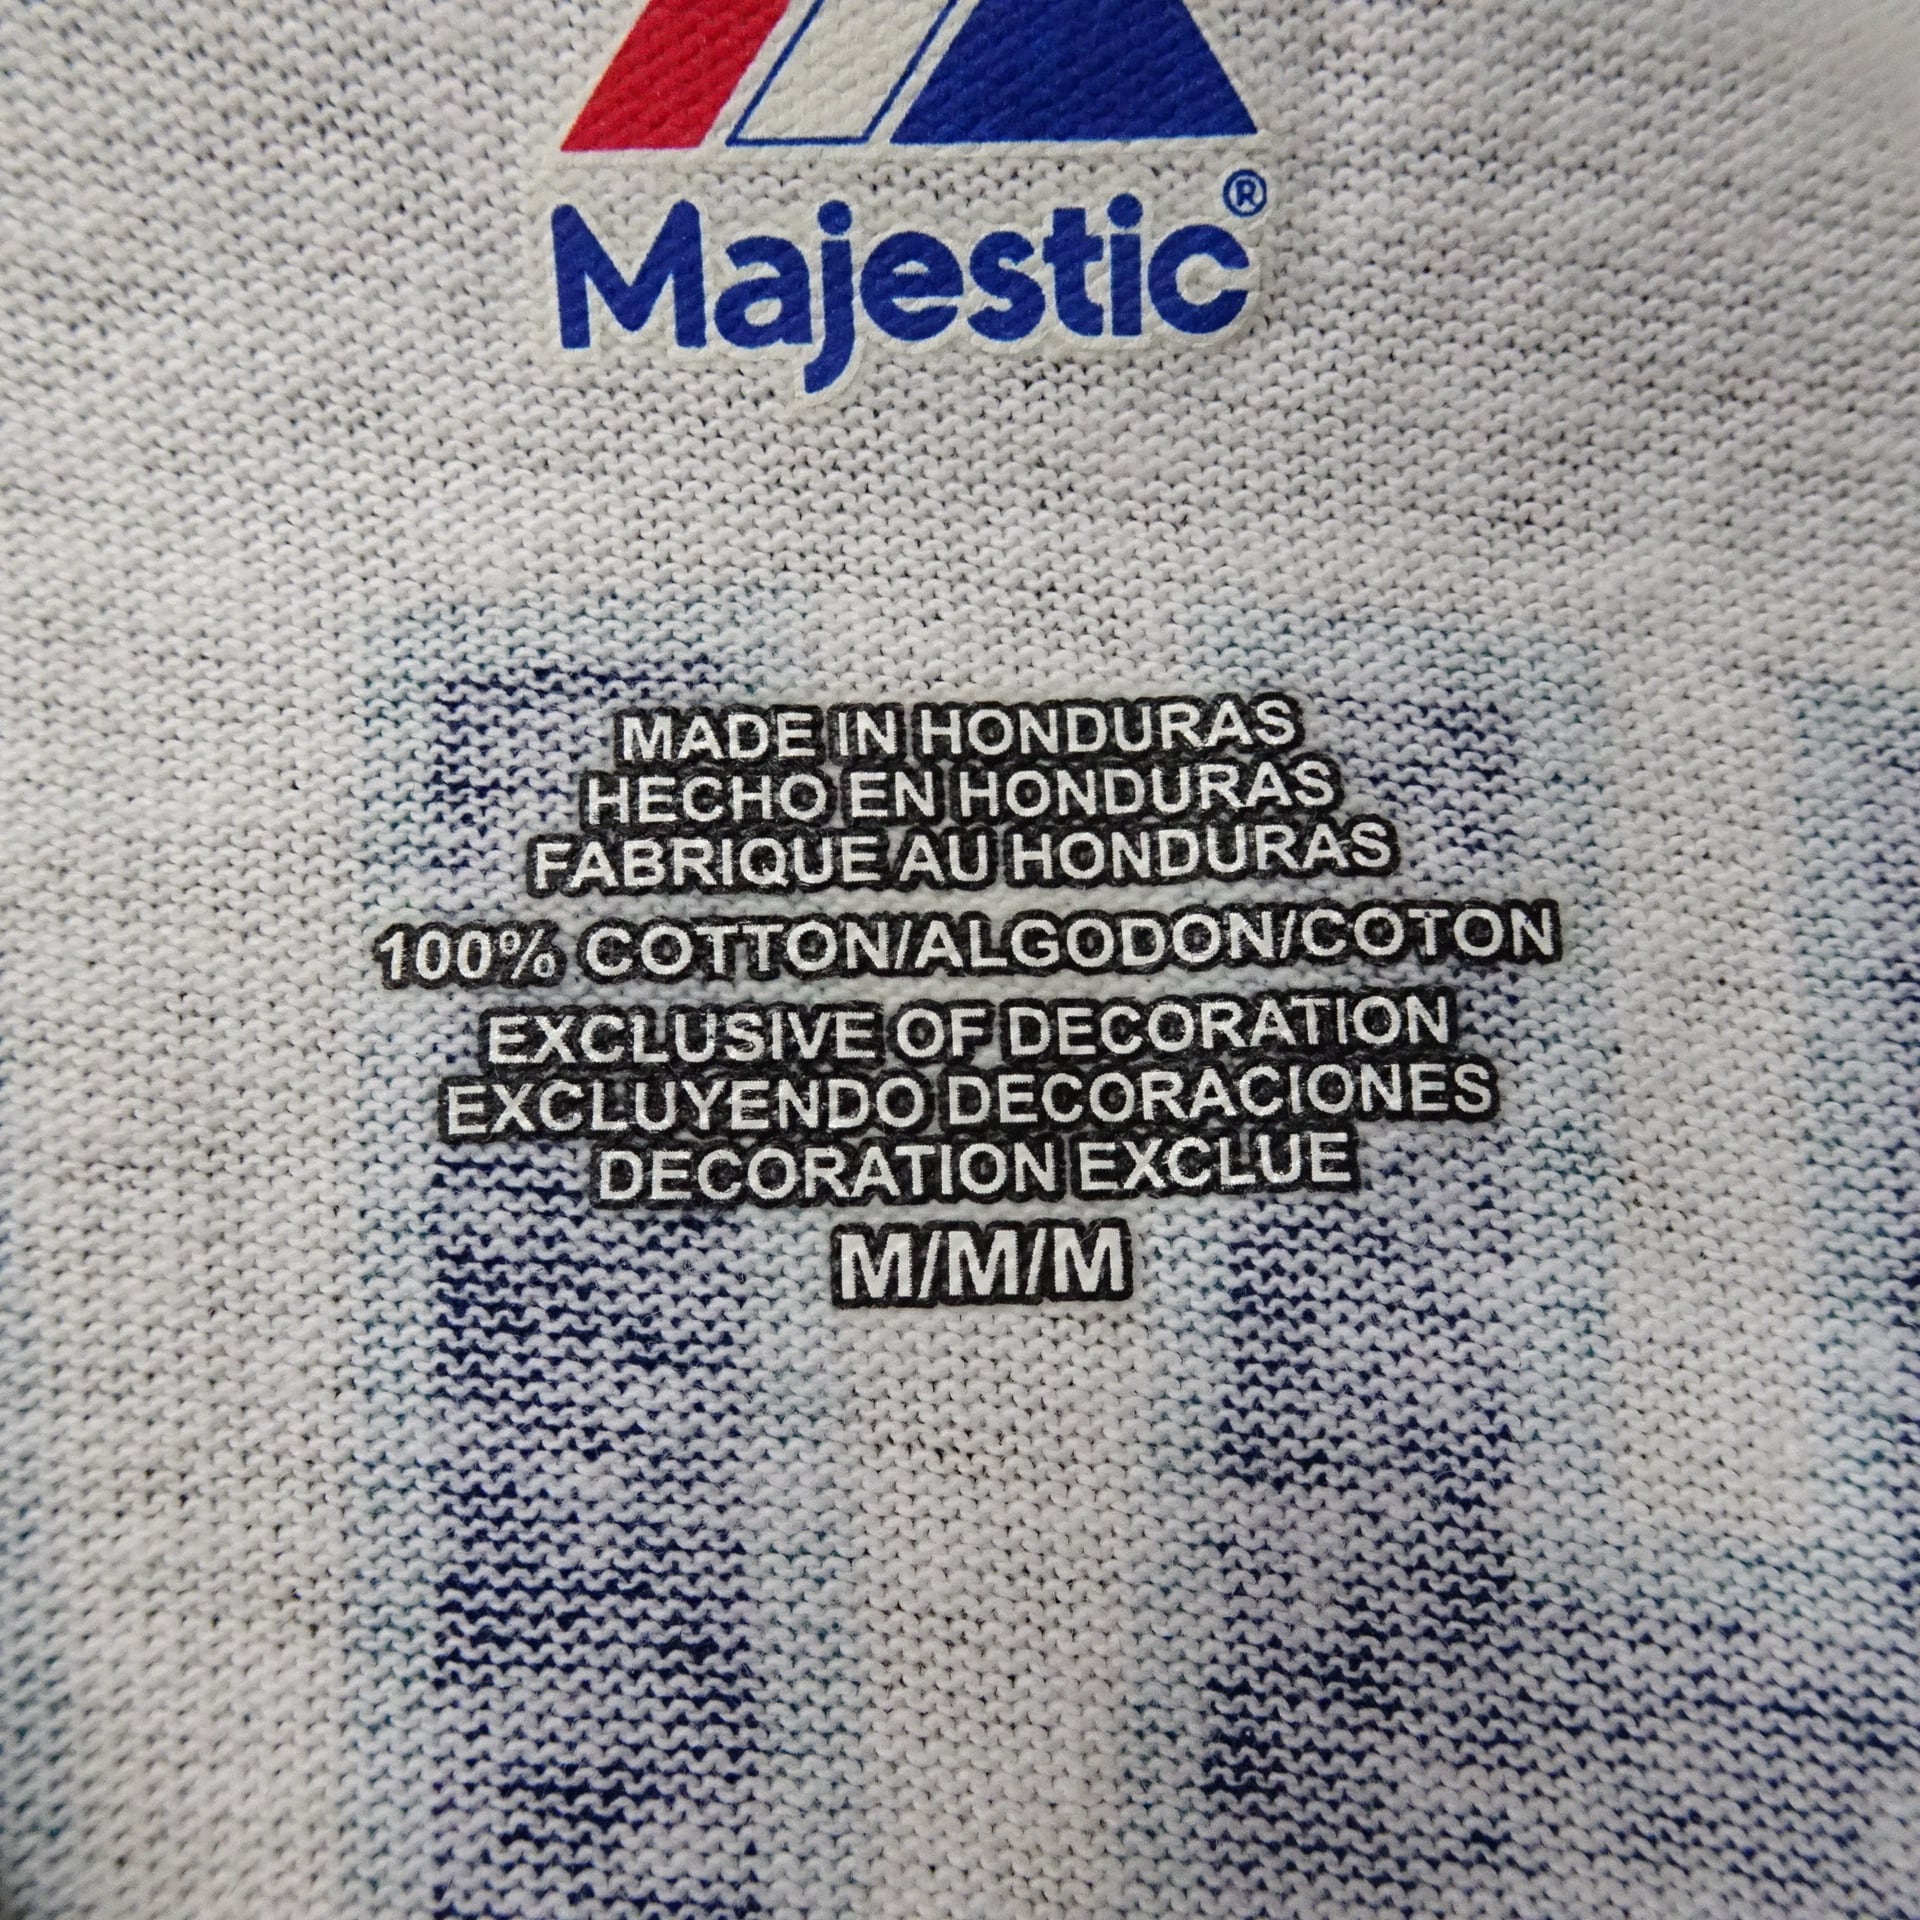 Majestic®
MADE IN HONDURAS
HECHO EN HONDURAS
FABRIQUE AU HONDURAS
100% COTTON/ALGODON/COTON
EXCLUSIVE OF DECORATION
EXCLUYENDO DECORACIONES
DECORATION EXCLUE
M/M/M